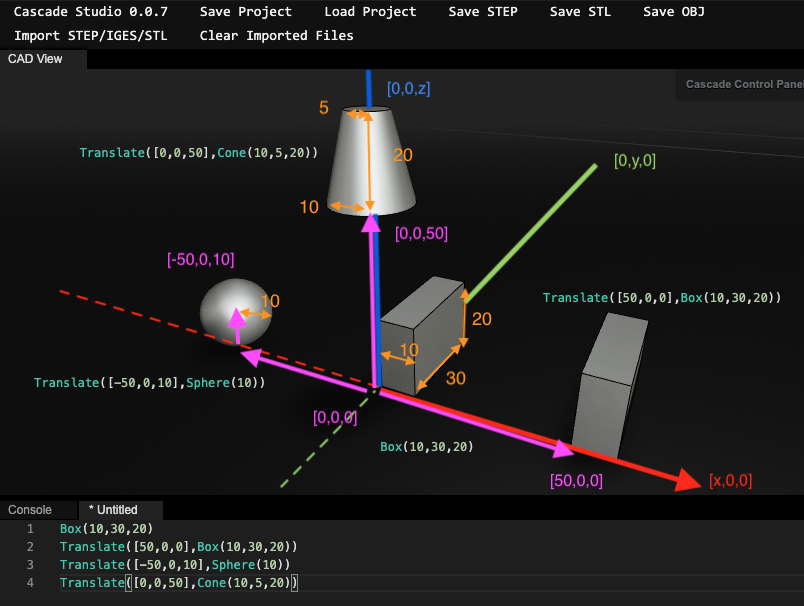 Cascade Studio 0.0.7 Save Project Load Project Save STEP Save STL Save OBJ
Import STEP/IGES/STL Clear Imported Files
CAD View
Cascade Control Pane
[0,0,z]
5
Translate([0,0,50],Cone(10,5,20))
20
[0,y,0]
10
[0,0,50]
[-50,0,10]
10
Translate([50,0,0],Box(10,30,20))
20
10
30
Translate([-50,0,10],Sphere(10))
[0,0,0]
Box(10,30,20)
[50,0,0]
[x,0,0]
Console * Untitled
1 Box(10,30,20)
2 Translate([50,0,0],Box(10,30,20))
3 Translate([-50,0,10],Sphere(10))
4 Translate([0,0,50],Cone(10,5,20))